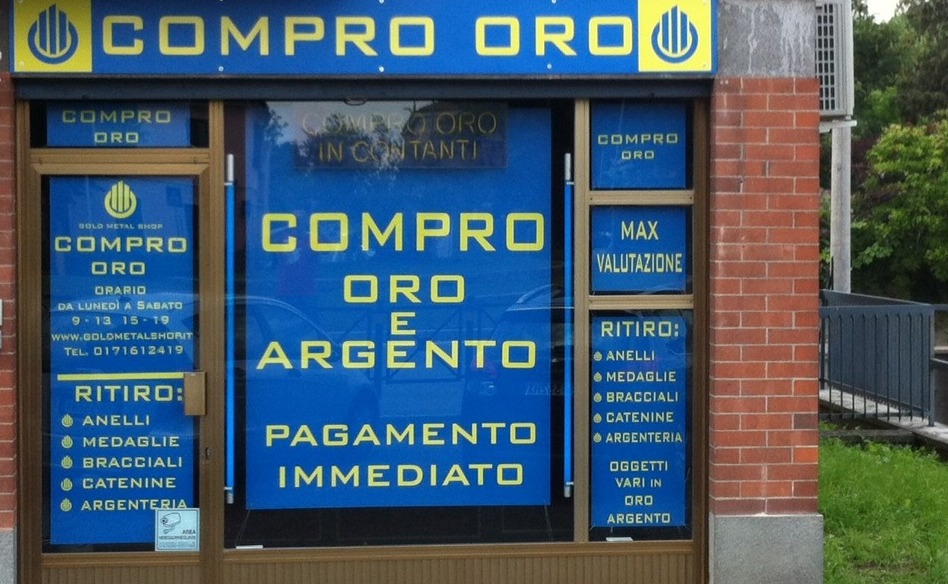 COMPRO ORO
COMPRO
ORO
GOLD METAL SHOP
COMPRO
ORO
ORARIO
DA LUNEDÌ A SABATO
9 - 13 15 - 19
WWW.GOLDMETALSHOP.IT
TEL. 0171612419
RITIRO:
ANELLI
MEDAGLIE
BRACCIALI
CATENINE
ARGENTERIA
AREA
COMPRO ORO
IN CONTANTI
COMPRO
ORO
E
ARGENTO
PAGAMENTO
IMMEDIATO
COMPRO
ORO
MAX
VALUTAZIONE
RITIRO:
ANELLI
MEDAGLIE
BRACCIALI
CATENINE
ARGENTERIA
OGGETTI
VARI IN
ORO
ARGENTO